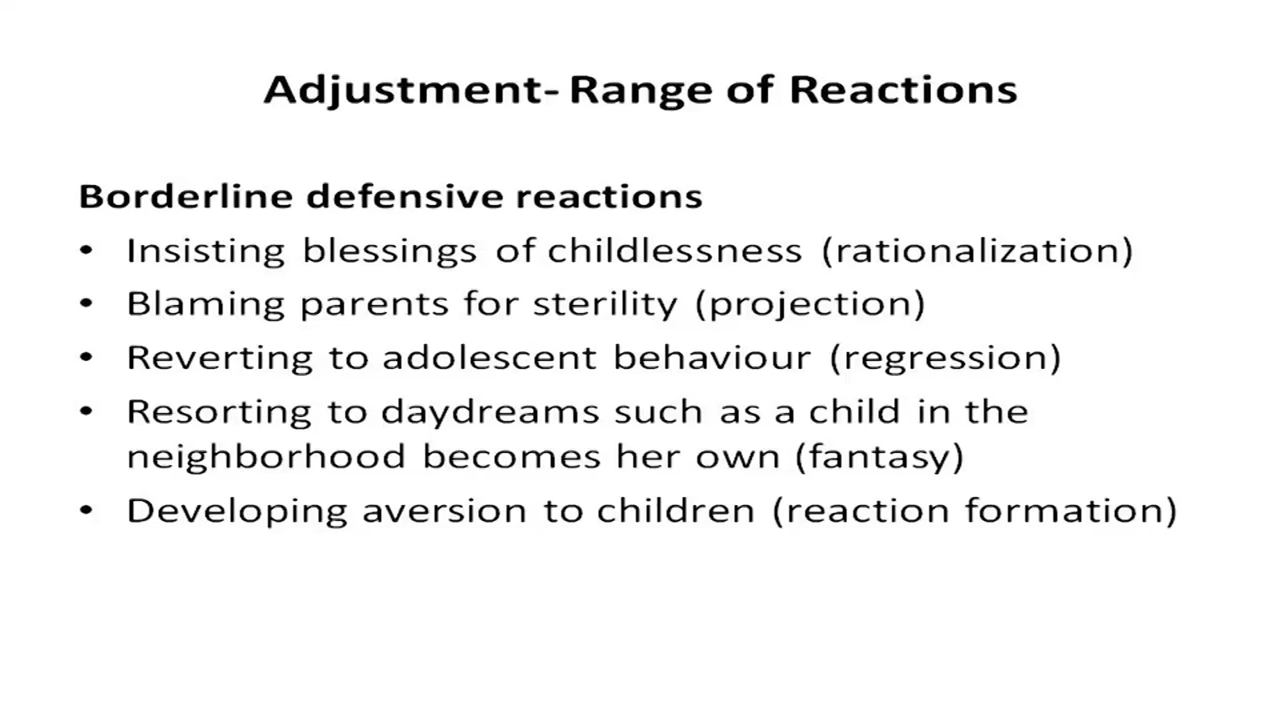 Adjustment- Range of Reactions
Borderline defensive reactions
• Insisting blessings of childlessness (rationalization)
• Blaming parents for sterility (projection)
• Reverting to adolescent behaviour (regression)
• Resorting to daydreams such as a child in the
neighborhood becomes her own (fantasy)
• Developing aversion to children (reaction formation)